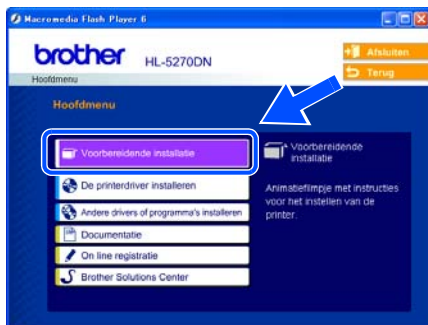 Macromedia Flash Player 6
brother HL-5270DN
Afsluiten
Terug
Hoofdmenu
Hoofdmenu
Voorbereidende installatie
De printerdriver installeren
Andere drivers of programma's installeren
Documentatie
On line registratie
Brother Solutions Center
Voorbereidende
installatie
Animatiefilmpje met instructies
voor het instellen van de
printer.